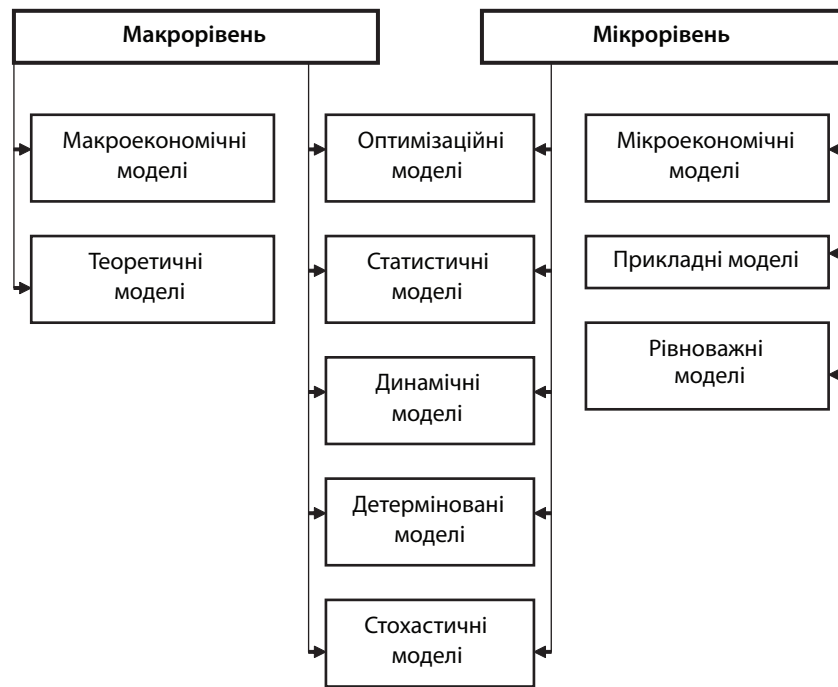 Макрорівень
Мікрорівень
Макроекономічні
моделі
Теоретичні
моделі
Оптимізаційні
моделі
Статистичні
моделі
Динамічні
моделі
Детерміновані
моделі
Стохастичні
моделі
Мікроекономічні
моделі
Прикладні моделі
Рівноважні
моделі